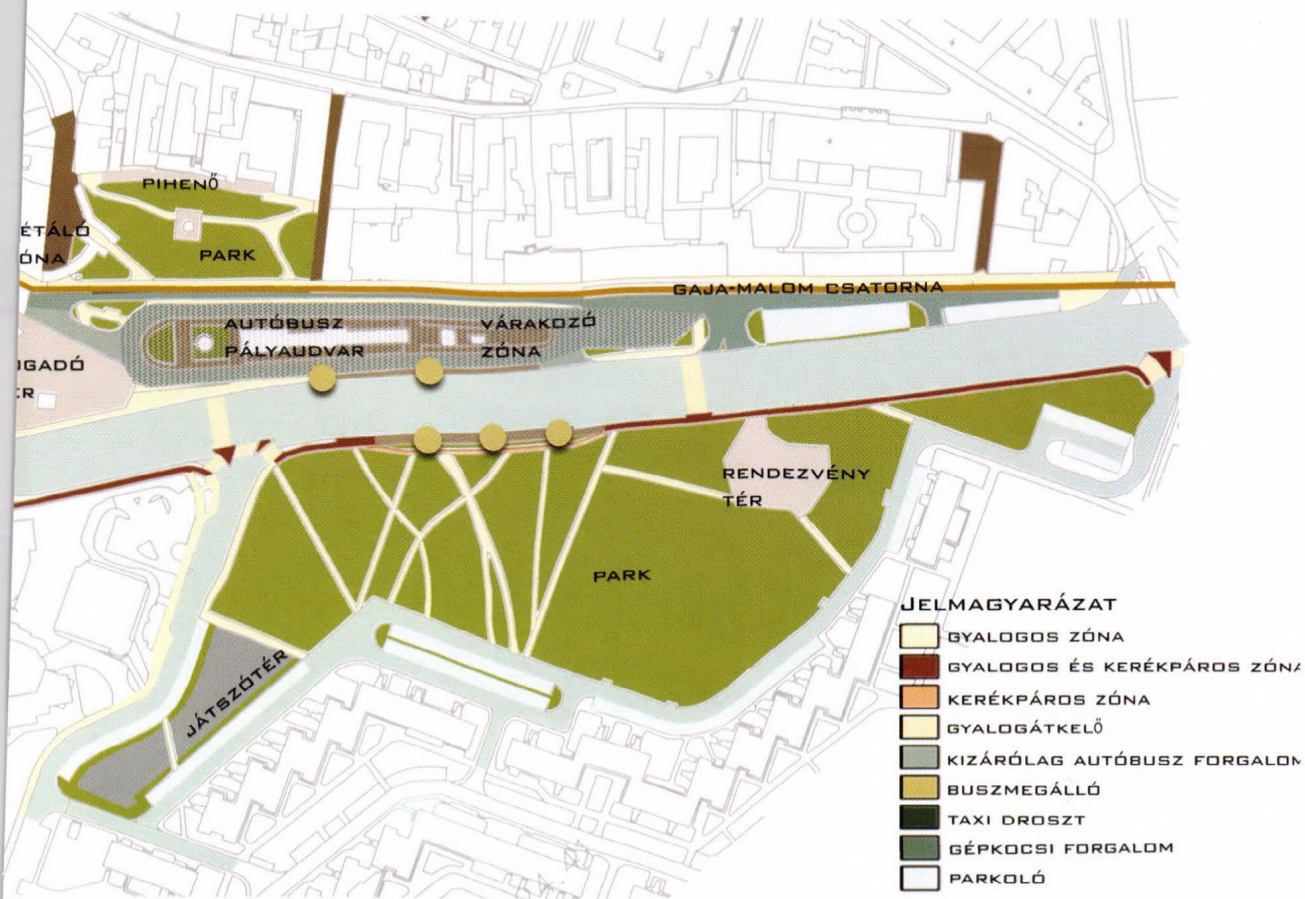 PIHENŐ
ÉTÁLÓ
ÓNA
PARK
GAJA-MALOM CSATORNA
AUTÓBUSZ
PÁLYAUDVAR
VÁRAKOZÓ
ZÓNA
GADÓ
ER
RENDEZVÉNY
TÉR
PARK
JÁTSZÓTÉR
JELMAGYARÁZAT
GYALOGOS ZÓNA
GYALOGOS ÉS KERÉKPÁROS ZÓNA
KERÉKPÁROS ZÓNA
GYALOGÁTKELŐ
KIZÁRÓLAG AUTÓBUSZ FORGALOM
BUSZMEGÁLLÓ
TAXI DROSZT
GÉPKOCSI FORGALOM
PARKOLÓ